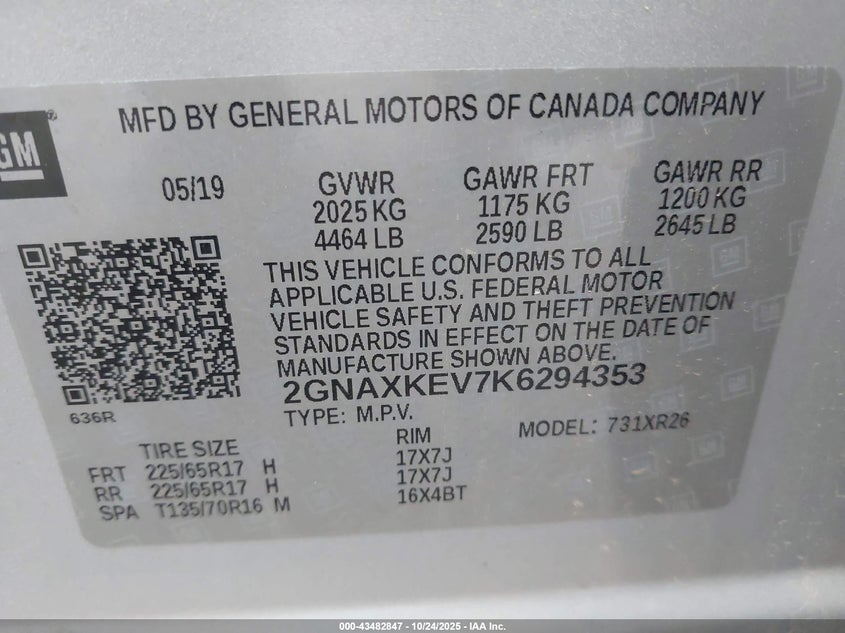 MFD BY GENERAL MOTORS OF CANADA COMPANY
GM®
05/19
GVWR
2025 KG
4464 LB
GAWR FRT
1175 KG
2590 LB
GAWR RR
1200 KG
2645 LB
THIS VEHICLE CONFORMS TO ALL
APPLICABLE U.S. FEDERAL MOTOR
VEHICLE SAFETY AND THEFT PREVENTION
STANDARDS IN EFFECT ON THE DATE OF
MANUFACTURE SHOWN ABOVE.
2GNAXKEV7K6294353
636R
TYPE: M.P.V.
MODEL: 731XR26
TIRE SIZE RIM
FRT 225/65R17 H 17X7J
RR 225/65R17 H 17X7J
SPA T135/70R16 M 16X4BT
000-43482847 - 10/24/2025 - IAA Inc.